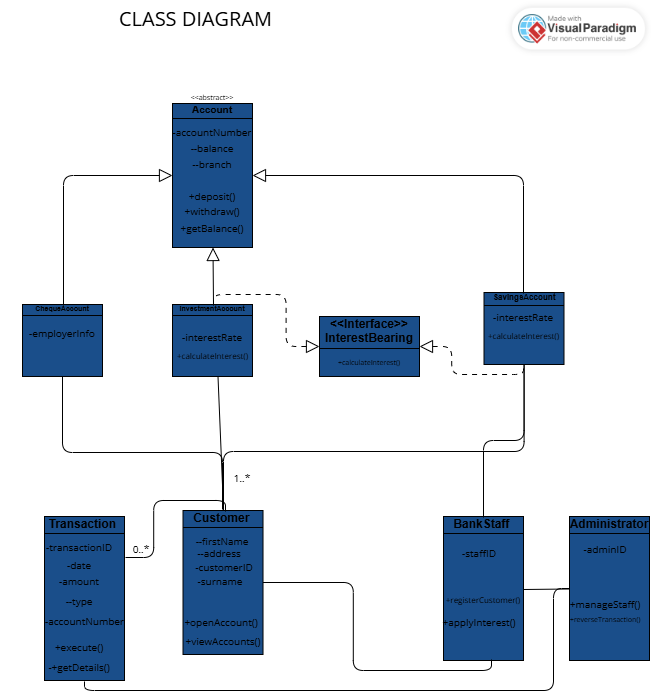 CLASS DIAGRAM
Made with
VisualParadigm
For non-commercial use
<<abstract>>
Account
-accountNumber
--balance
--branch
+deposit()
+withdraw()
+getBalance()
ChequeAccount
-employerInfo
InvestmentAccount
-interestRate
+calculateInterest()
<<Interface>>
InterestBearing
+calculateInterest()
SavingsAccount
-interestRate
+calculateInterest()
1..*
0..*
Transaction
-transactionID
-date
-amount
--type
-accountNumber
+execute()
-+getDetails()
Customer
--firstName
--address
-customerID
-surname
+openAccount()
+viewAccounts()
BankStaff
-staffID
+registerCustomer()
+applyInterest()
Administrator
-adminID
+manageStaff()
+reverseTransaction()